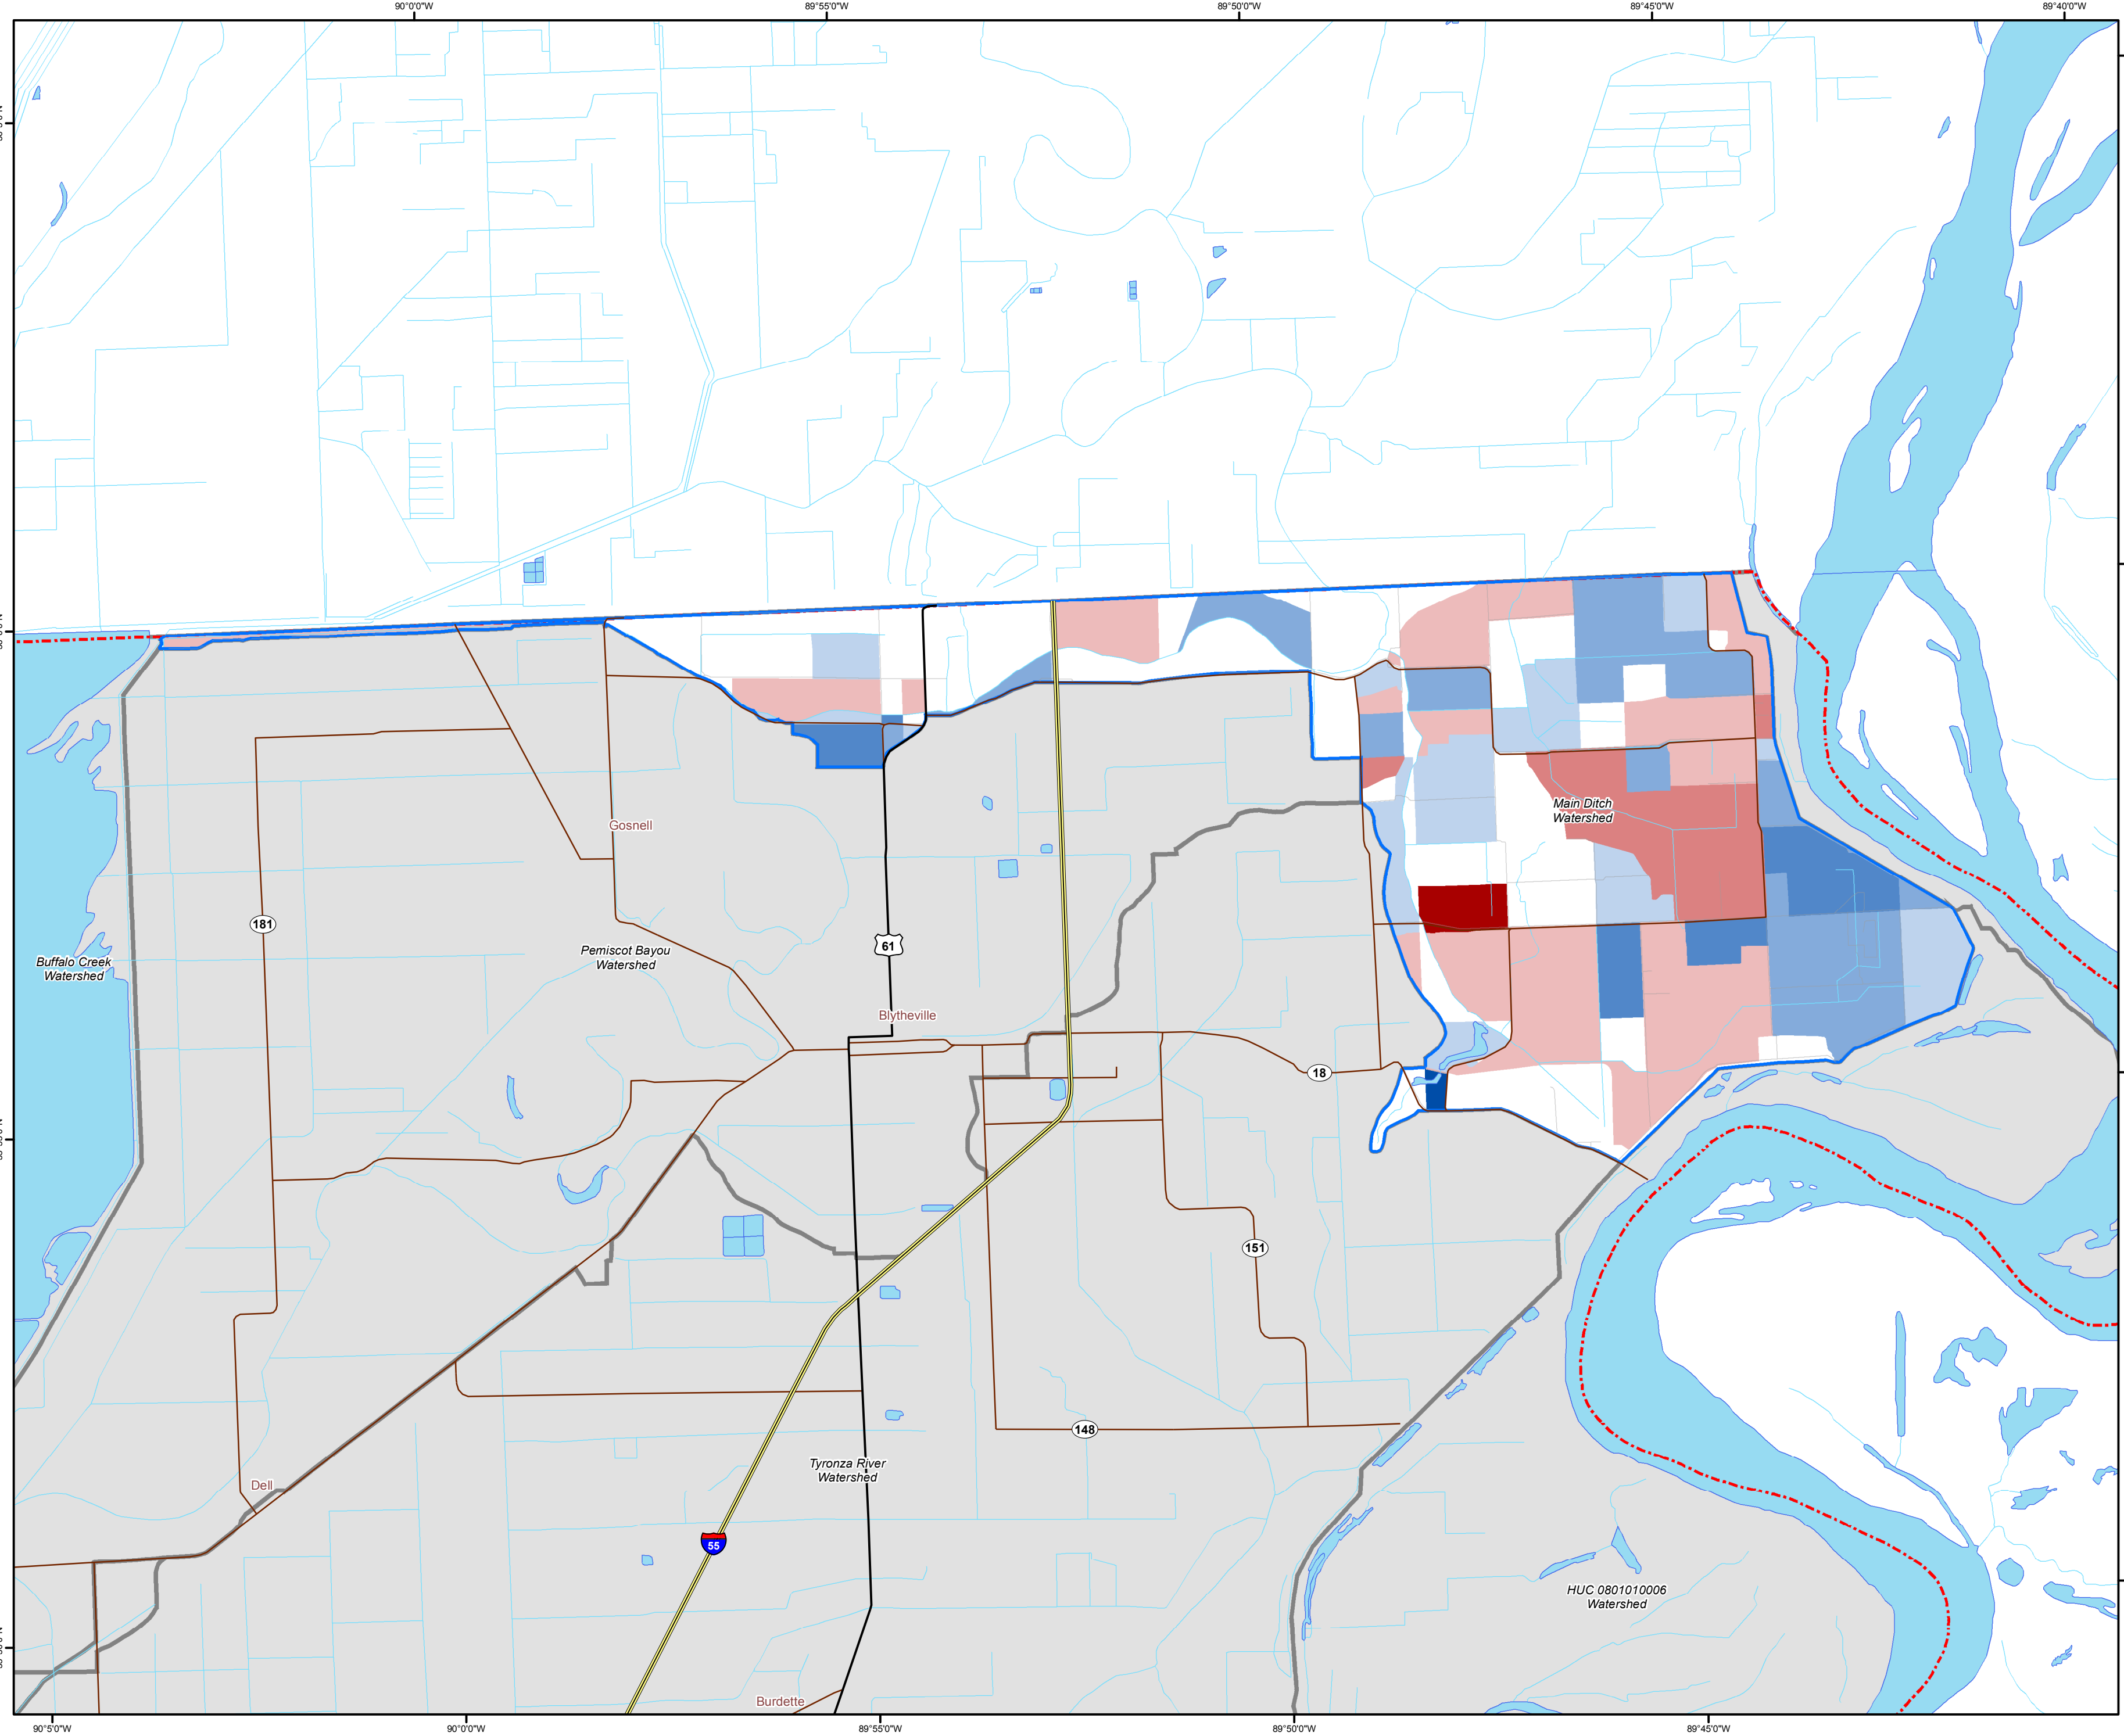 90°0'0"W
89°55'0"W
89°50'0"W
89°45'0"W
89°40'0"W
Main Ditch
Watershed
Gosnell
181
61
Pemiscot Bayou
Watershed
Buffalo Creek
Watershed
Blytheville
18
151
148
Tyronza River
Watershed
Dell
55
HUC 0801010006
Watershed
Burdette
90°5'0"W
90°0'0"W
89°55'0"W
89°50'0"W
89°45'0"W